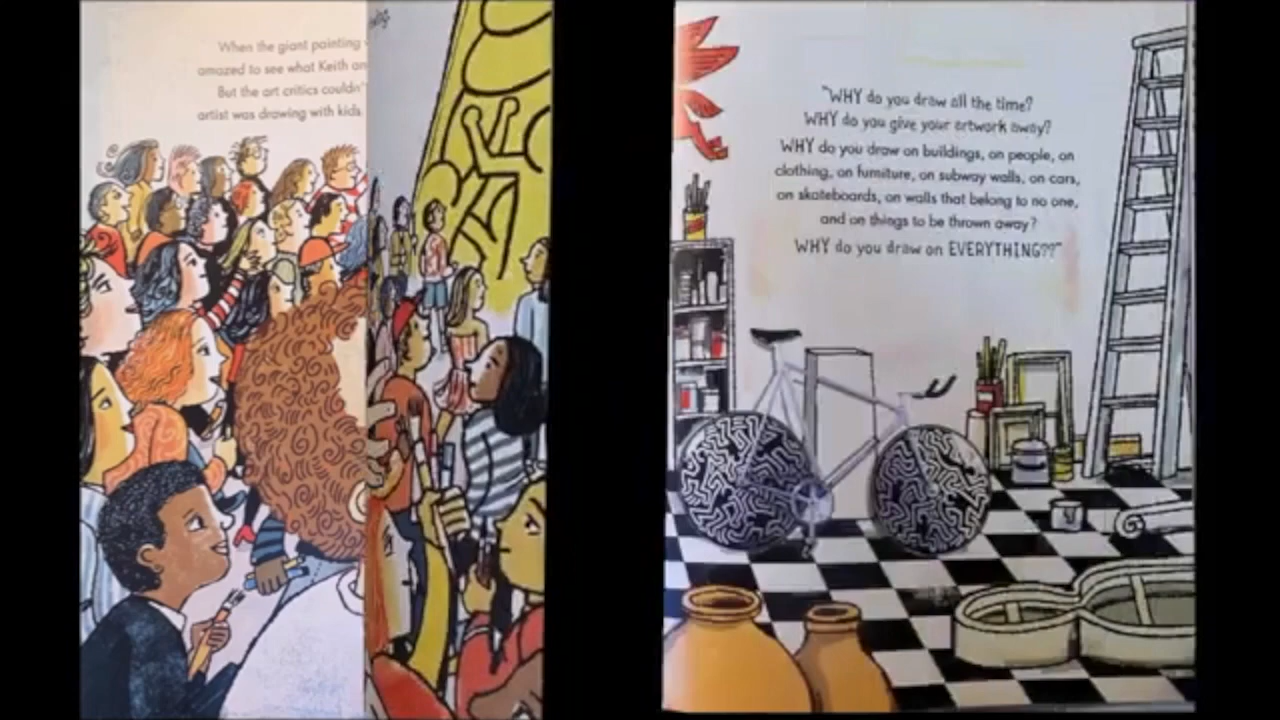 When the giant painting
amazed to see what Keith an
But the art critics couldn'
artist was drawing with kids
"WHY do you draw all the time?
WHY do you give your artwork away?
WHY do you draw on buildings, on people, on
clothing, on furniture, on subway walls, on cars,
on skateboards, on walls that belong to no one,
and on things to be thrown away?
WHY do you draw on EVERYTHING??"